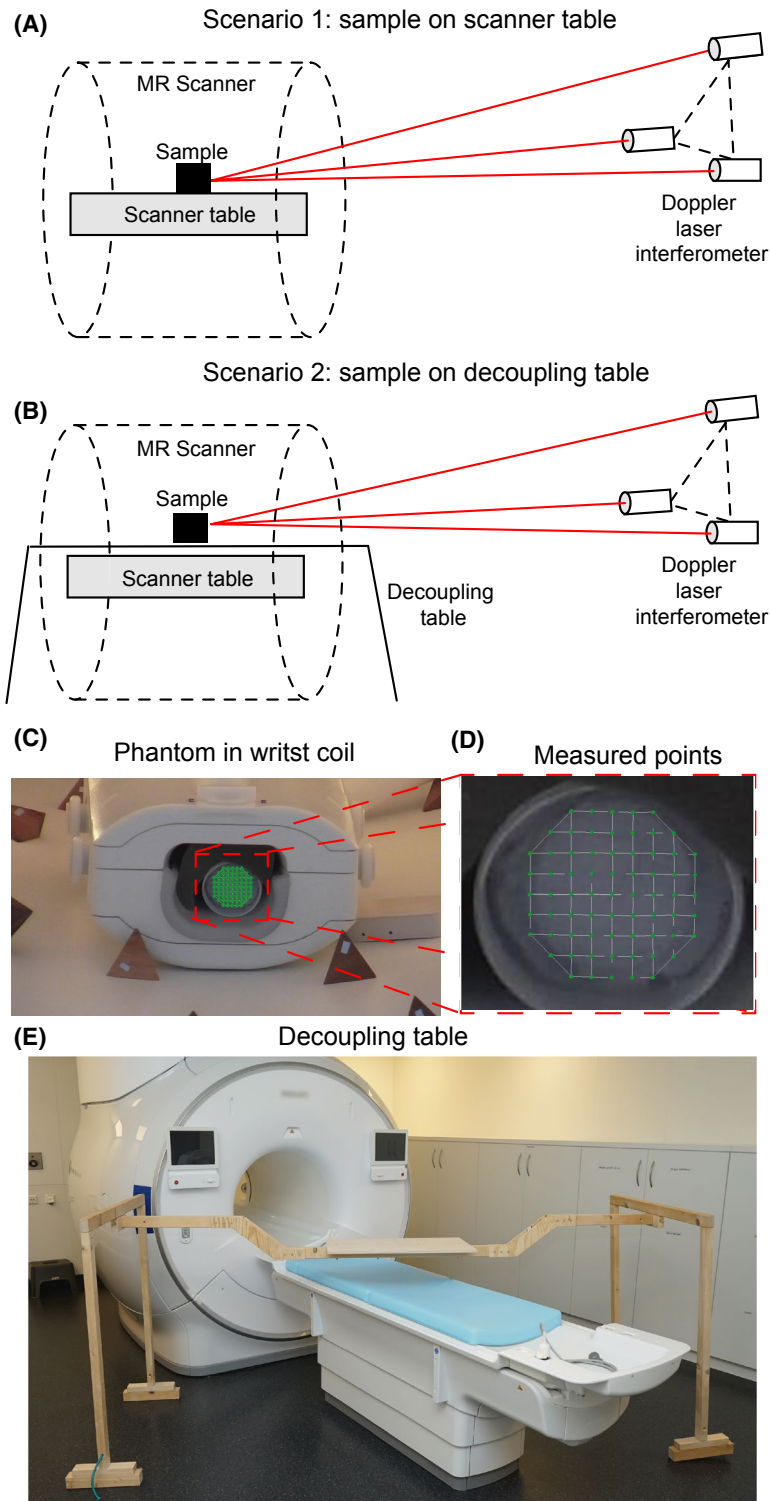 (A)
Scenario 1: sample on scanner table
MR Scanner
Sample
Scanner table
Doppler
laser
interferometer
Scenario 2: sample on decoupling table
(B)
MR Scanner
Sample
Scanner table
Decoupling
table
Doppler
laser
interferometer
(C)
Phantom in writst coil
(D)
Measured points
(E)
Decoupling table